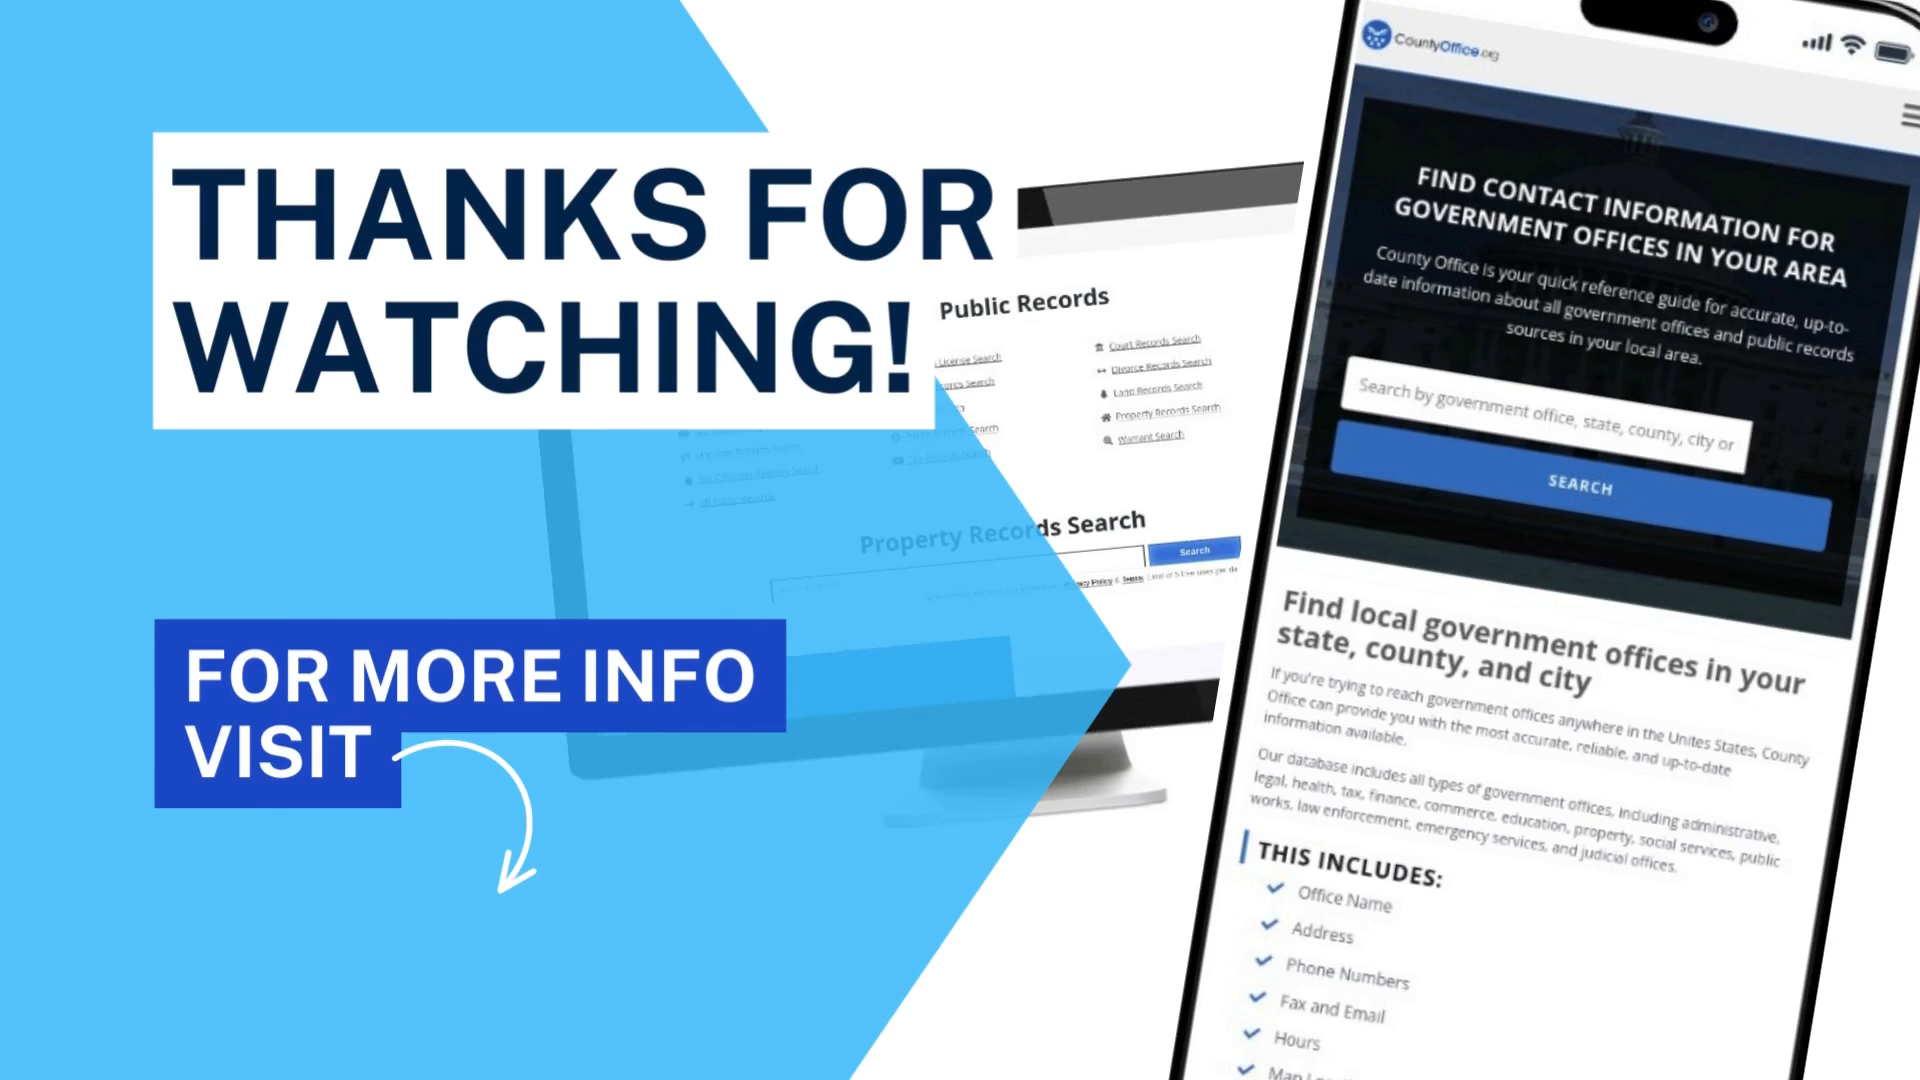 THANKS FOR
WATCHING!
FOR MORE INFO
VISIT
Public Records
License Search
Search
Search
Court Records Search
Divorce Records Search
Land Records Search
Property Records Search
Warrant Search
Property Records Search
Search
CountyOffice.org
FIND CONTACT INFORMATION FOR
GOVERNMENT OFFICES IN YOUR AREA
County Office is your quick reference guide for accurate, up-to-
date information about all government offices and public records
sources in your local area.
Search by government office, state, county, city or
SEARCH
Find local government offices in your
state, county, and city
If you're trying to reach government offices anywhere in the Unites States, County
Office can provide you with the most accurate, reliable, and up-to-date
information available.
Our database includes all types of government offices, including administrative,
legal, health, tax, finance, commerce, education, property, social services, public
works, law enforcement, emergency services, and judicial offices.
THIS INCLUDES:
Office Name
Address
Phone Numbers
Fax and Email
Hours